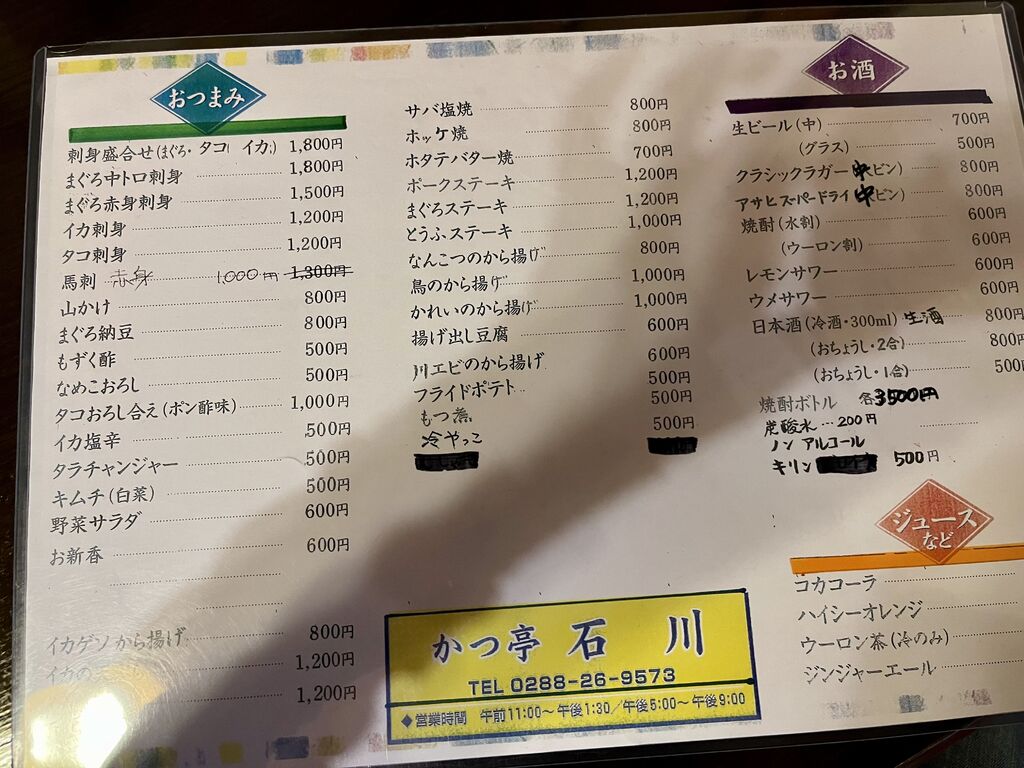 おつまみ
刺身盛合せ(まぐろ・タコ イカ) 1,800円
まぐろ中トロ刺身 1,800円
まぐろ赤身刺身 1,500円
イカ刺身 1,200円
タコ刺身 1,200円
馬刺 赤身 1,000円 1,300円
山かけ 800円
まぐろ納豆 800円
もずく酢 500円
なめこおろし 500円
タコおろし合え(ポン酢味) 1,000円
イカ塩辛 500円
タラチャンジャー 500円
キムチ(白菜) 500円
野菜サラダ 600円
お新香 600円
イカゲソから揚げ 800円
イカの 1,200円
1,200円
サバ塩焼 800円
ホッケ焼 800円
ホタテバター焼 700円
ポークステーキ 1,200円
まぐろステーキ 1,200円
とうふステーキ 1,000円
なんこつのから揚げ 800円
鳥のから揚げ 1,000円
かれいのから揚げ 1,000円
揚げ出し豆腐 600円
川エビのから揚げ 600円
フライドポテト 500円
もつ煮 500円
冷やっこ 500円
お酒
生ビール(中) 700円
(グラス) 500円
クラシックラガー中ビン) 800円
アサヒスーパードライ中ビン) 800円
焼酎(水割) 600円
(ウーロン割) 600円
レモンサワー 600円
ウメサワー 600円
日本酒(冷酒・300ml)生酒 800円
(おちょうし・2合) 800円
(おちょうし・1合) 500
焼酎ボトル 各3500円
炭酸水…200円
ノンアルコール
キリン 500円
ジュース
など
コカコーラ
ハイシーオレンジ
ウーロン茶(冷のみ)
ジンジャーエール
かつ亭 石川
TEL 0288-26-9573
◆営業時間 午前11:00〜午後1:30/午後5:00〜午後9:00